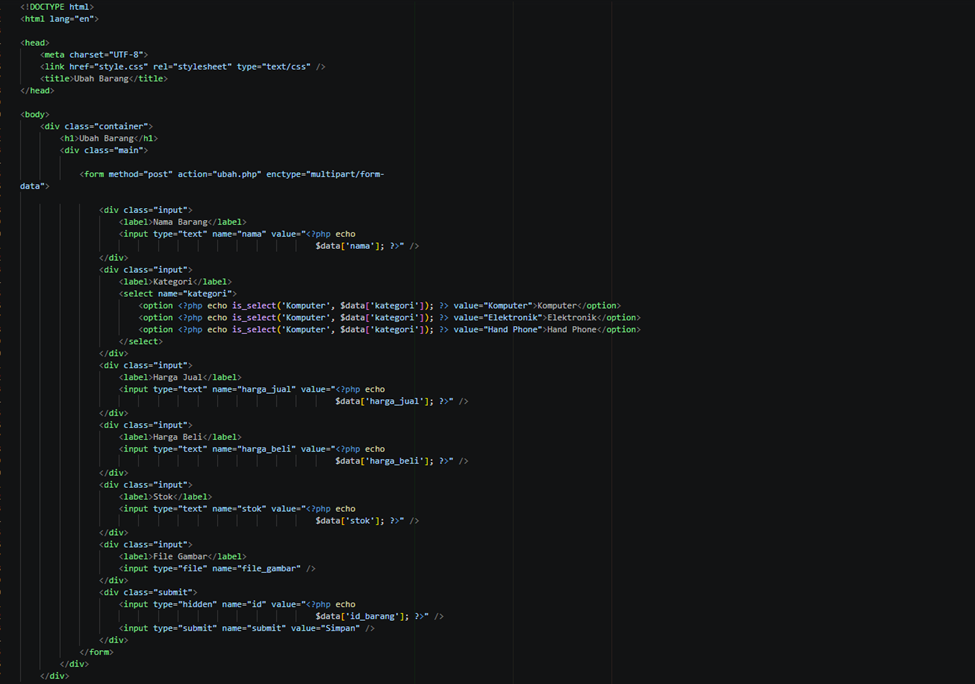 <!DOCTYPE html>
<html lang="en">
<head>
<meta charset="UTF-8">
<link href="style.css" rel="stylesheet" type="text/css" />
<title>Ubah Barang</title>
</head>
<body>
<div class="container">
<h1>Ubah Barang</h1>
<div class="main">
<form method="post" action="ubah.php" enctype="multipart/form-
data">
<div class="input">
<label>Nama Barang</label>
<input type="text" name="nama" value="<?php echo
$data['nama']; ?>" />
</div>
<div class="input">
<label>Kategori</label>
<select name="kategori">
<option <?php echo is_select('Komputer', $data['kategori']); ?> value="Komputer">Komputer</option>
<option <?php echo is_select('Komputer', $data['kategori']); ?> value="Elektronik">Elektronik</option>
<option <?php echo is_select('Komputer', $data['kategori']); ?> value="Hand Phone">Hand Phone</option>
</select>
</div>
<div class="input">
<label>Harga Jual</label>
<input type="text" name="harga_jual" value="<?php echo
$data['harga_jual']; ?>" />
</div>
<div class="input">
<label>Harga Beli</label>
<input type="text" name="harga_beli" value="<?php echo
$data['harga_beli']; ?>" />
</div>
<div class="input">
<label>Stok</label>
<input type="text" name="stok" value="<?php echo
$data['stok']; ?>" />
</div>
<div class="input">
<label>File Gambar</label>
<input type="file" name="file_gambar" />
</div>
<div class="submit">
<input type="hidden" name="id" value="<?php echo
$data['id_barang']; ?>" />
<input type="submit" name="submit" value="Simpan" />
</div>
</form>
</div>
</div>